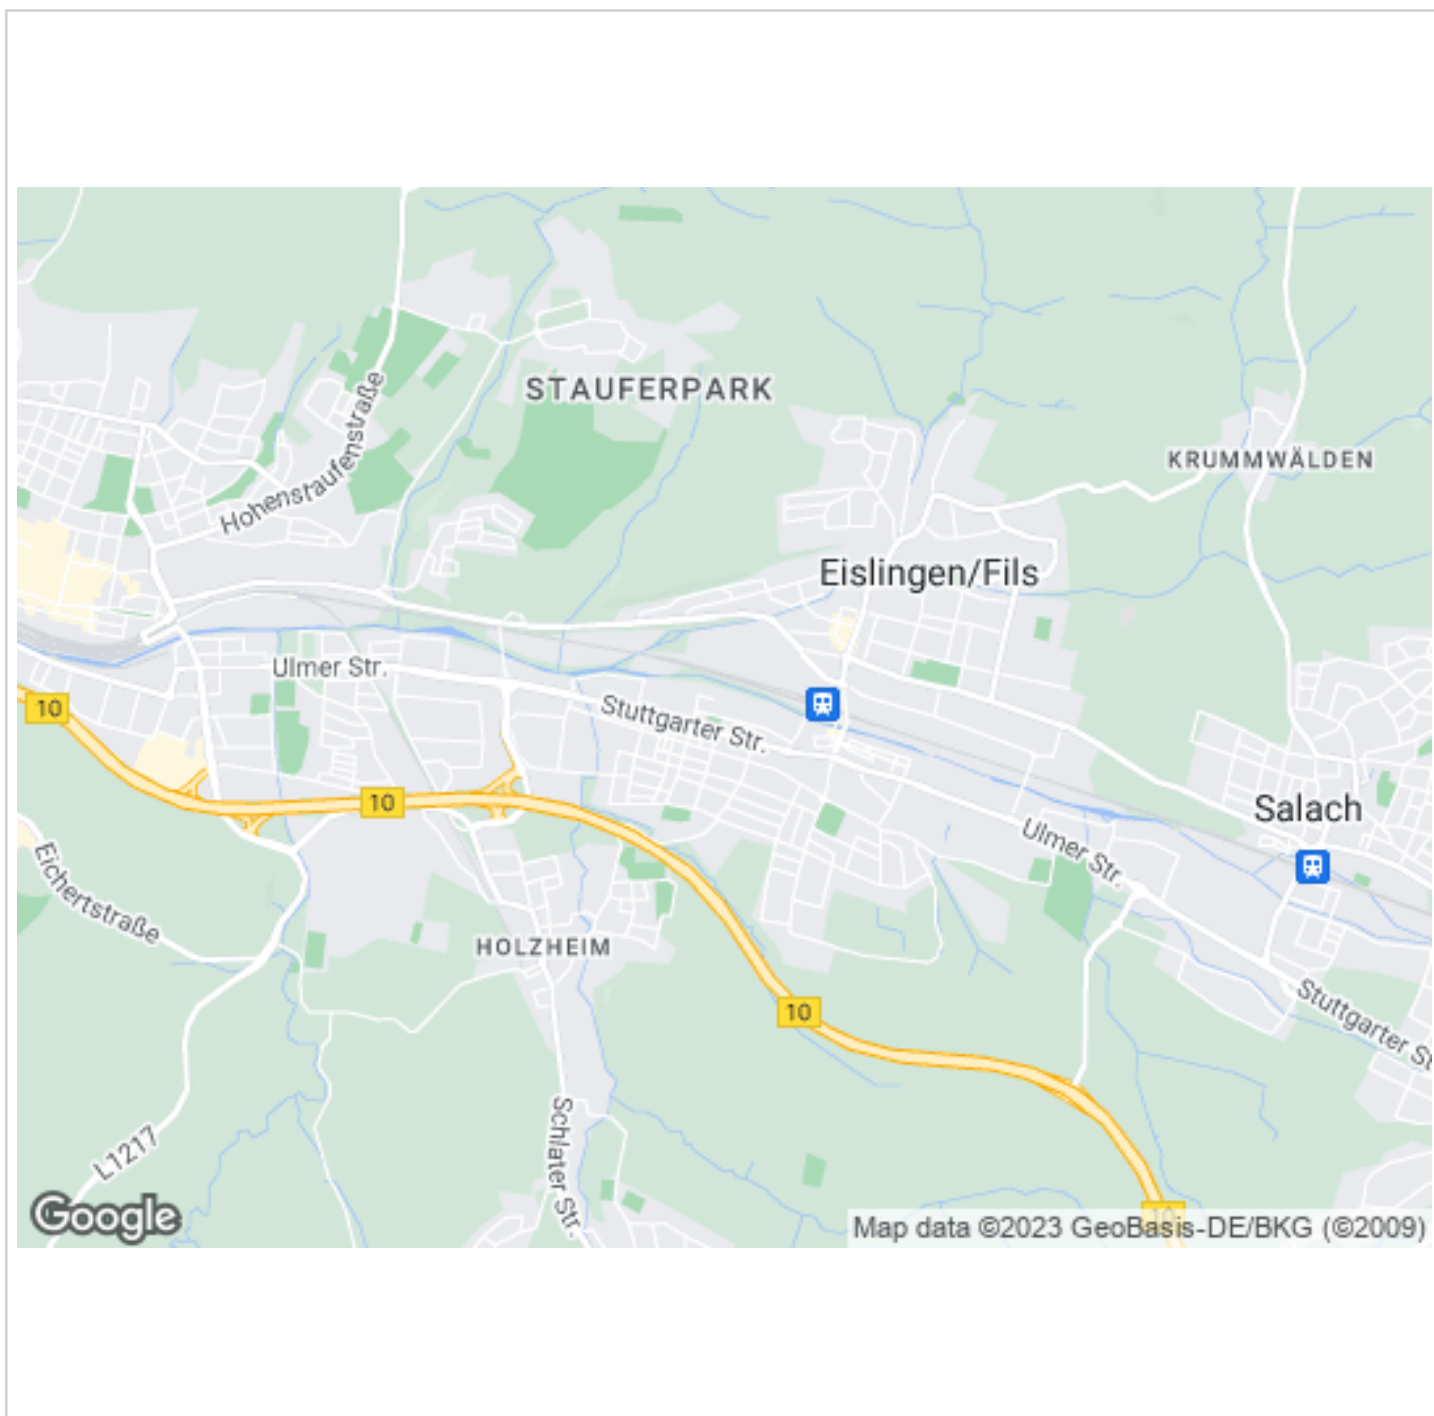 STAUFERPARK
Hohenstaufenstraße
KRUMMWÄLDEN
Eislingen/Fils
Ulmer Str.
10
Stuttgarter Str.
10
Salach
Ulmer Str.
Eichertstraße
HOLZHEIM
10
Stuttgarter St
Schlater Str.
L1217
Google
10
Map data ©2023 GeoBasis-DE/BKG (©2009)